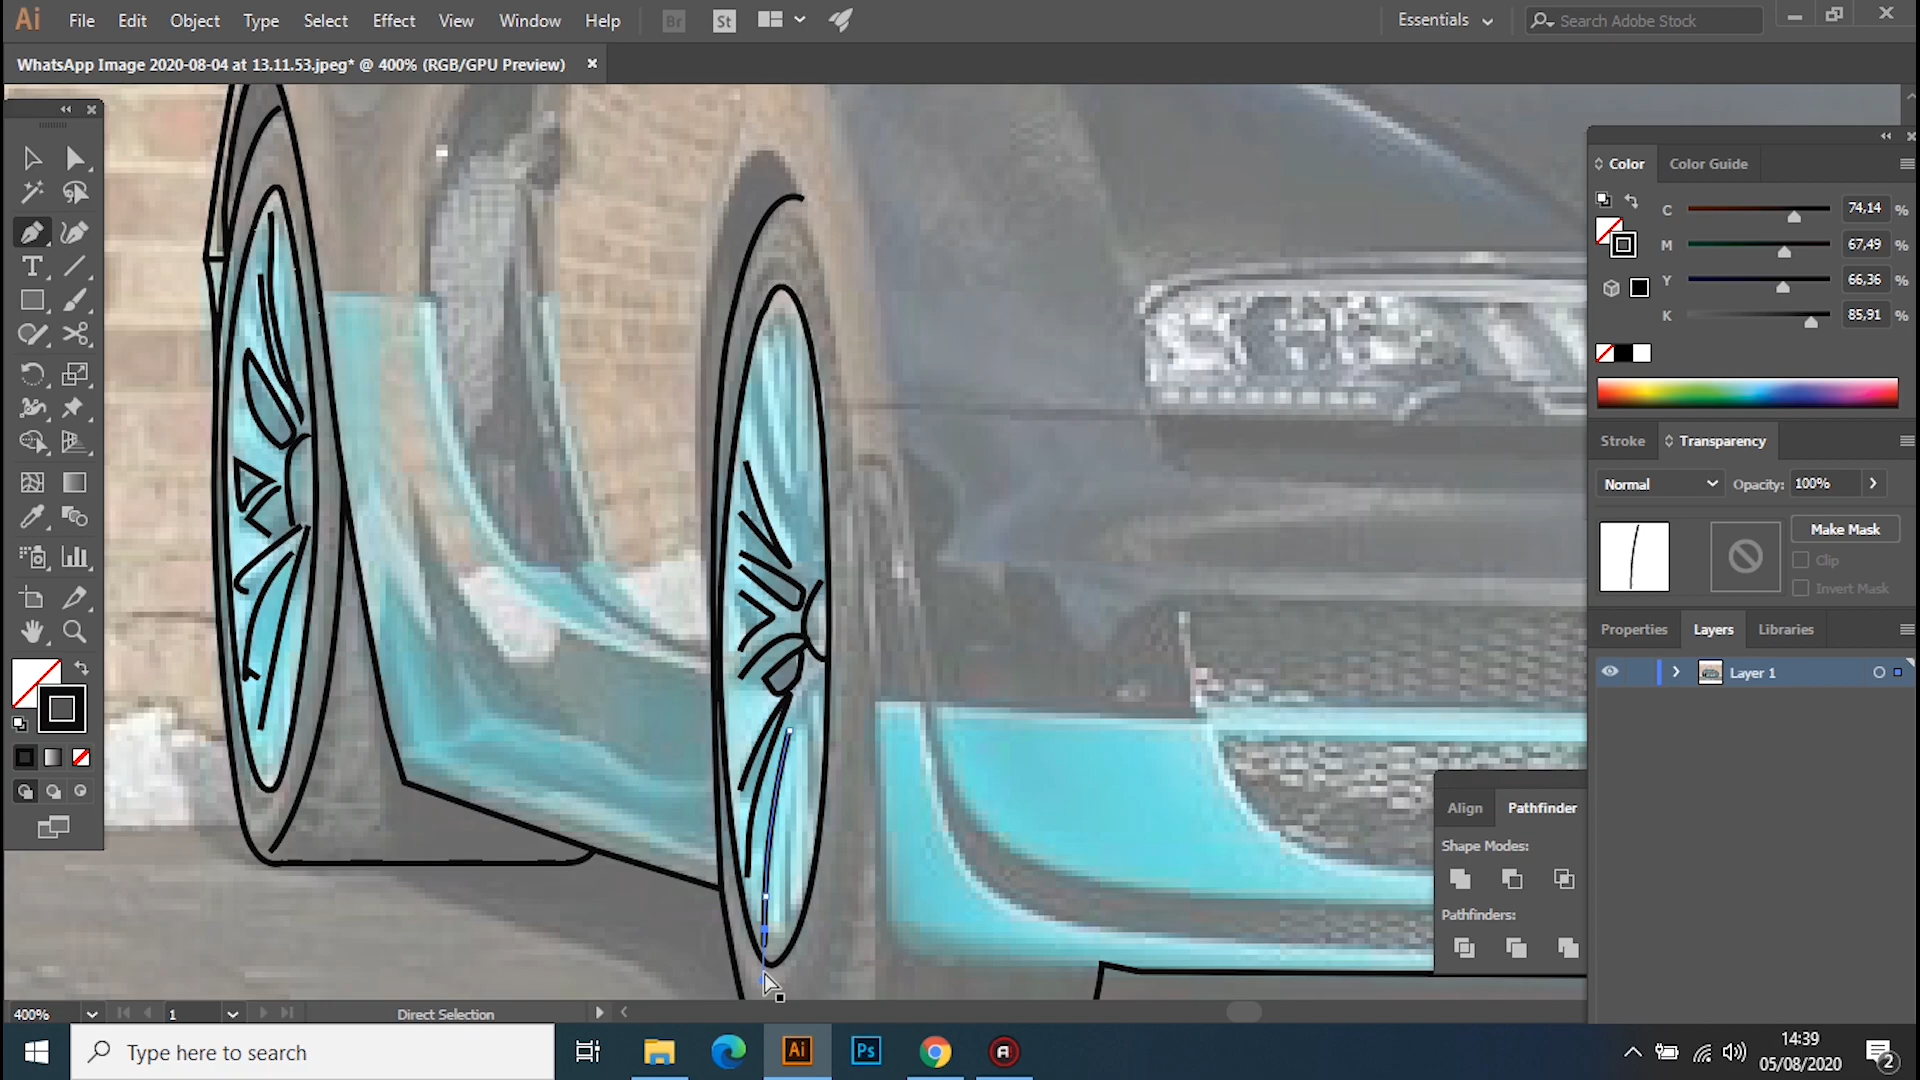 Ai File Edit Object Type Select Effect View Window Help Br St Essentials Search Adobe Stock
WhatsApp Image 2020-08-04 at 13.11.53.jpeg* @ 400% (RGB/GPU Preview)
Color Color Guide
C 74,14 %
M 67,49 %
Y 66,36 %
K 85,91 %
Stroke Transparency
Normal Opacity: 100%
Make Mask
Clip
Invert Mask
Properties Layers Libraries
Layer 1
Align Pathfinder
Shape Modes:
Pathfinders:
400% 1 Direct Selection
Type here to search Ai Ps
14:39
05/08/2020
2